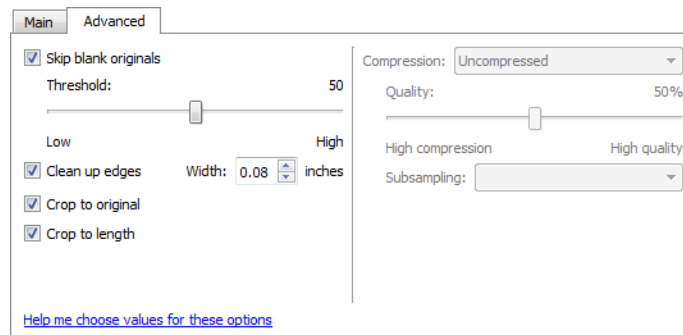 Main Advanced
Skip blank originals
Threshold: 50
Low High
Clean up edges Width: 0.08 inches
Crop to original
Crop to length
Help me choose values for these options
Compression: Uncompressed
Quality: 50%
High compression High quality
Subsampling: